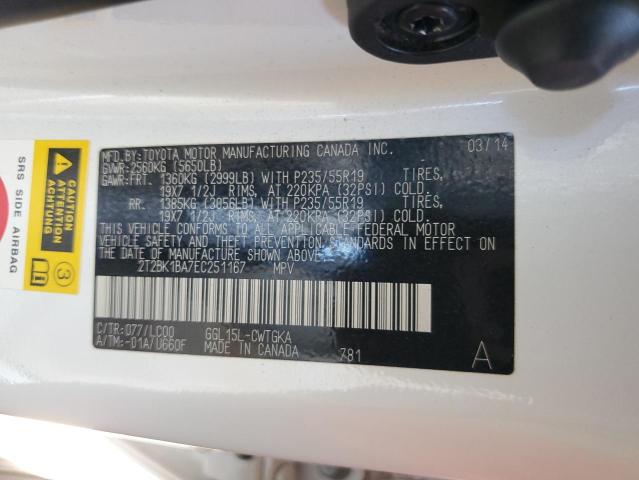 MFD.BY:TOYOTA MOTOR MANUFACTURING CANADA INC. 03/14
GVWR:2560KG (5650LB)
GAWR:FRT. 1360KG (2999LB) WITH P235/55R19 TIRES,
19X7 1/2J RIMS, AT 220KPA (32PSI) COLD.
RR. 1385KG (3056LB) WITH P235/55R19 TIRES,
19X7 1/2J RIMS, AT 220KPA (32PSI) COLD.
THIS VEHICLE CONFORMS TO ALL APPLICABLE FEDERAL MOTOR
VEHICLE SAFETY AND THEFT PREVENTION STANDARDS IN EFFECT ON
THE DATE OF MANUFACTURE SHOWN ABOVE.
2T2BK1BA7EC251167 MPV
C/TR:077/LC00 GGL15L-CWTGKA
A/TM:-01A/U660F MADE IN CANADA 781 A
SRS SIDE AIRBAG
CAUTION
ACHTUNG
ATTENTION
3